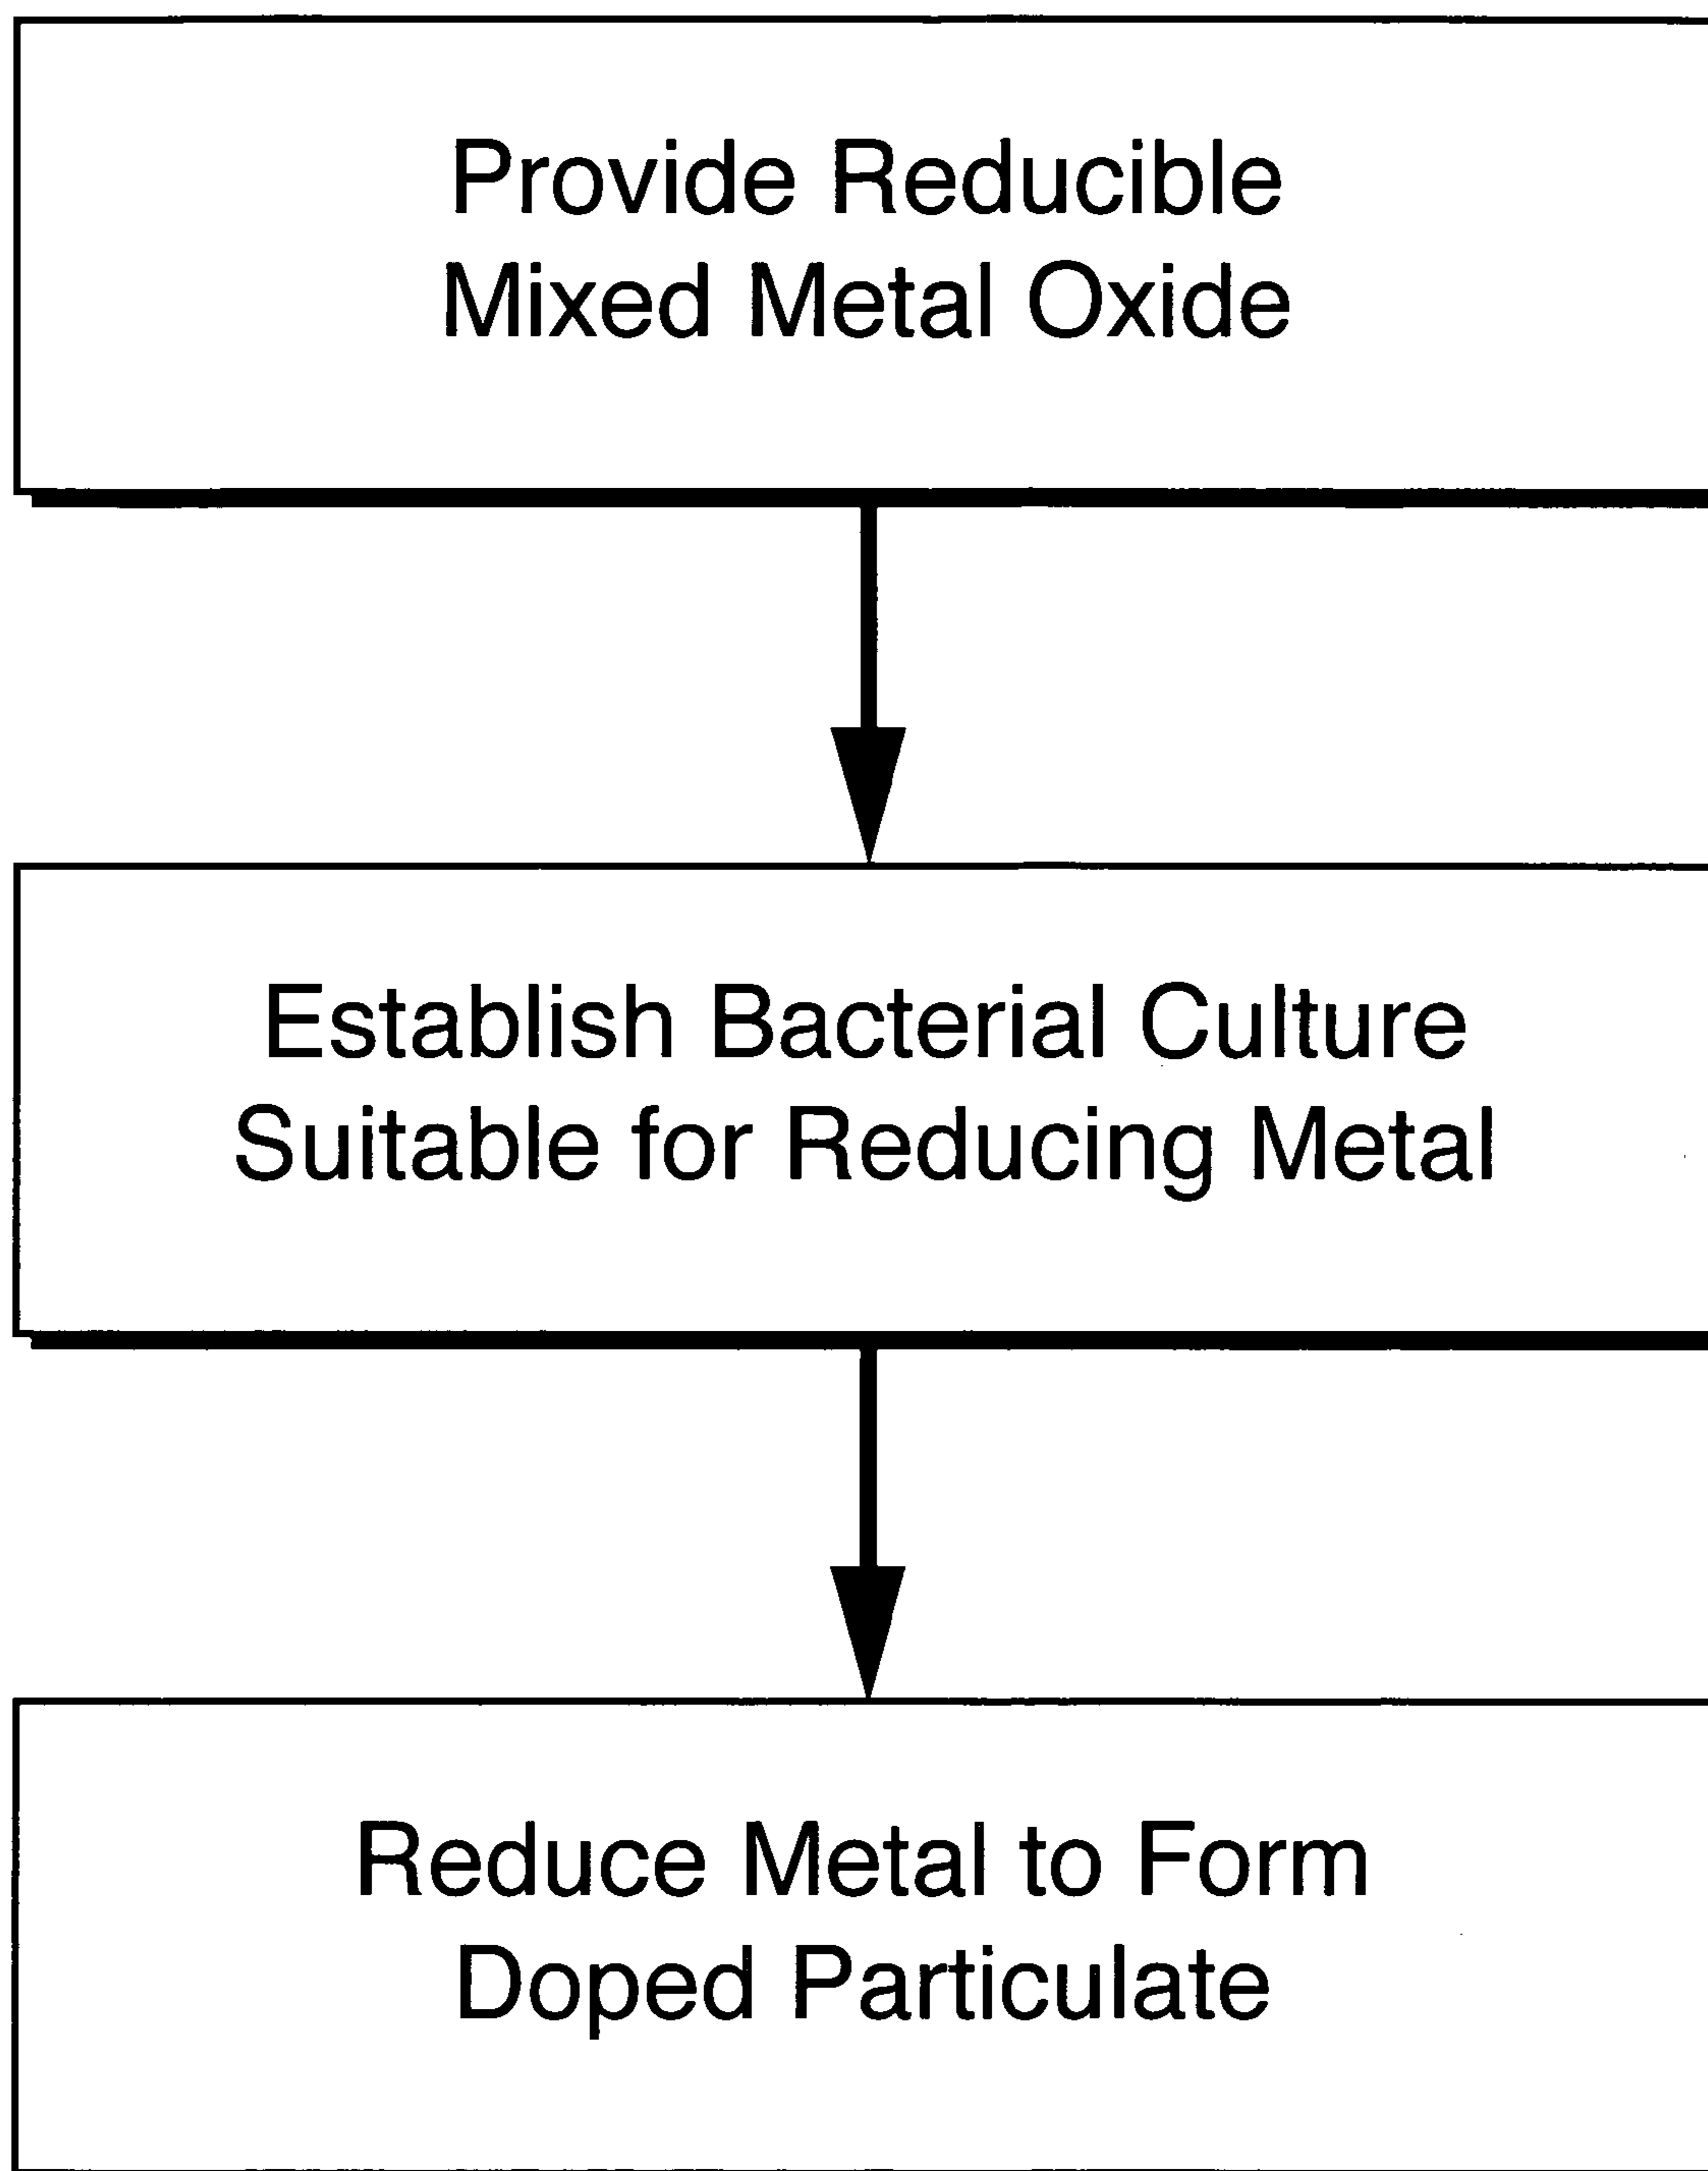 Provide Reducible
Mixed Metal Oxide
Establish Bacterial Culture
Suitable for Reducing Metal
Reduce Metal to Form
Doped Particulate